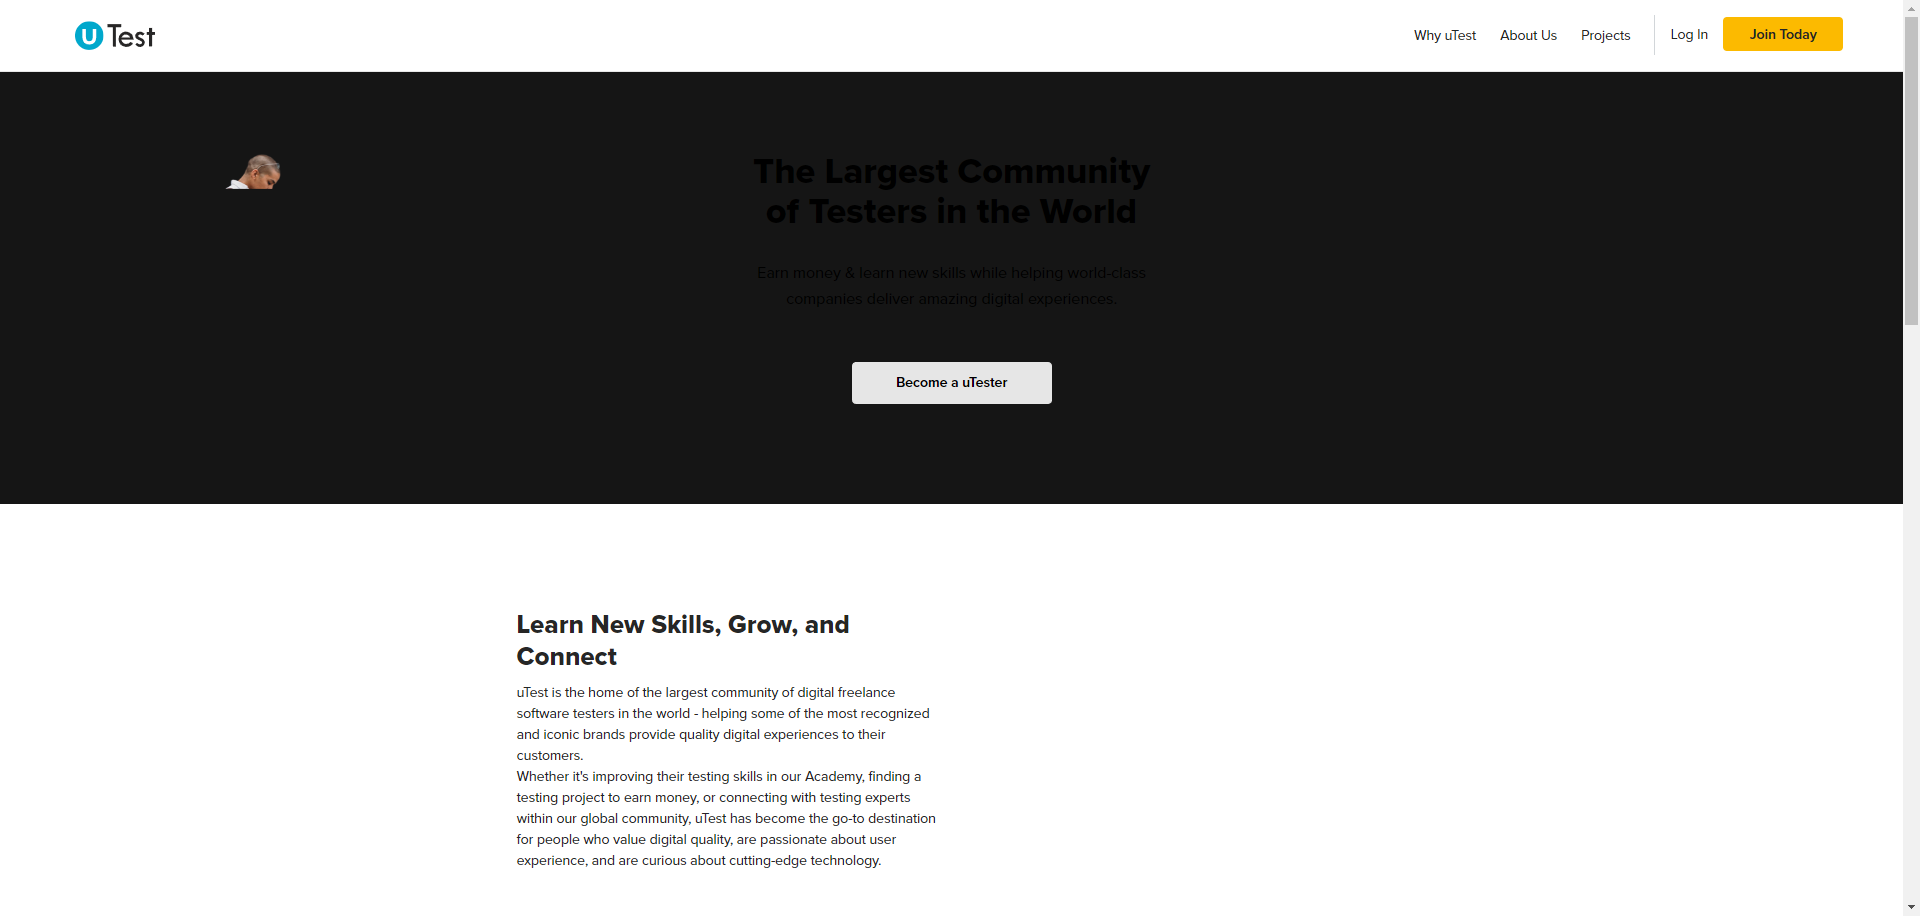 uTest
Why uTest
About Us
Projects
Log In
Join Today
The Largest Community
of Testers in the World
Earn money & learn new skills while helping world-class
companies deliver amazing digital experiences.
Become a uTester
Learn New Skills, Grow, and
Connect
uTest is the home of the largest community of digital freelance
software testers in the world - helping some of the most recognized
and iconic brands provide quality digital experiences to their
customers.
Whether it's improving their testing skills in our Academy, finding a
testing project to earn money, or connecting with testing experts
within our global community, uTest has become the go-to destination
for people who value digital quality, are passionate about user
experience, and are curious about cutting-edge technology.